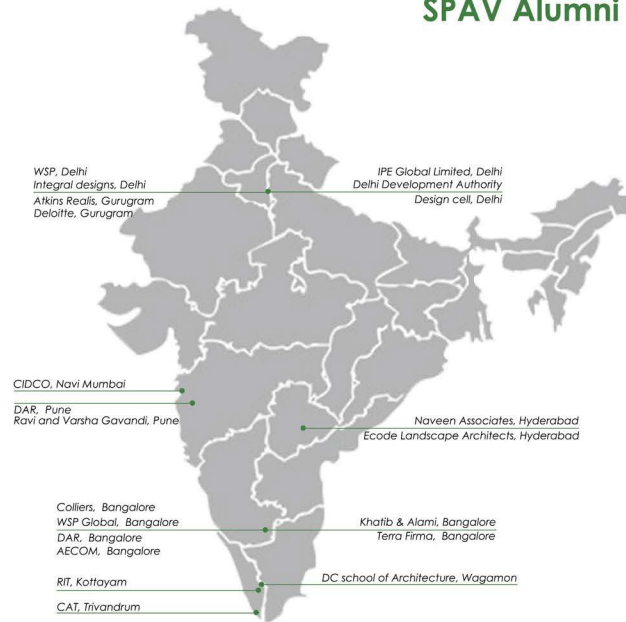 SPAV Alumni
WSP, Delhi
Integral designs, Delhi
Atkins Realis, Gurugram
Deloitte, Gurugram
IPE Global Limited, Delhi
Delhi Development Authority
Design cell, Delhi
CIDCO, Navi Mumbai
DAR, Pune
Ravi and Varsha Gavandi, Pune
Naveen Associates, Hyderabad
Ecode Landscape Architects, Hyderabad
Colliers, Bangalore
WSP Global, Bangalore
DAR, Bangalore
AECOM, Bangalore
Khatib & Alami, Bangalore
Terra Firma, Bangalore
RIT, Kottayam
DC school of Architecture, Wagamon
CAT, Trivandrum